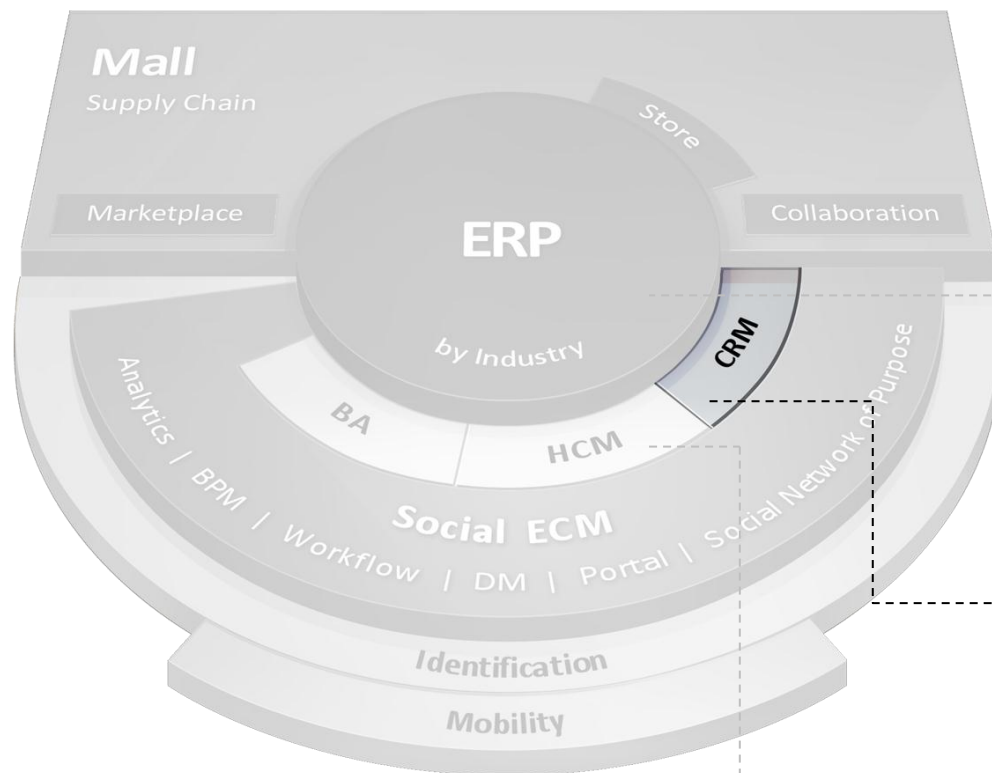 Mall
Supply Chain
Store
Marketplace
Collaboration
ERP
by Industry
CRM
BA
HCM
Social ECM
Analytics | BPM | Workflow | DM | Portal | Social Network of Purpose
Identification
Mobility